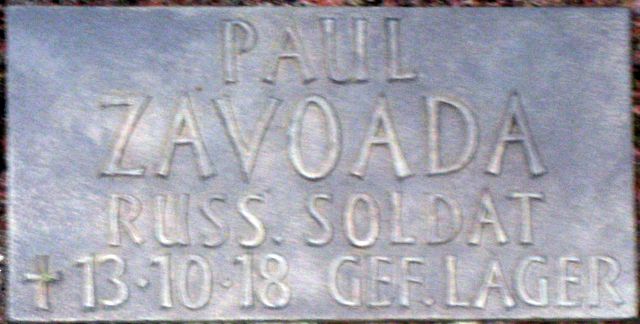 PAUL
ZAVOADA
RUSS. SOLDAT
✝ 13·10·18 GEF. LAGER